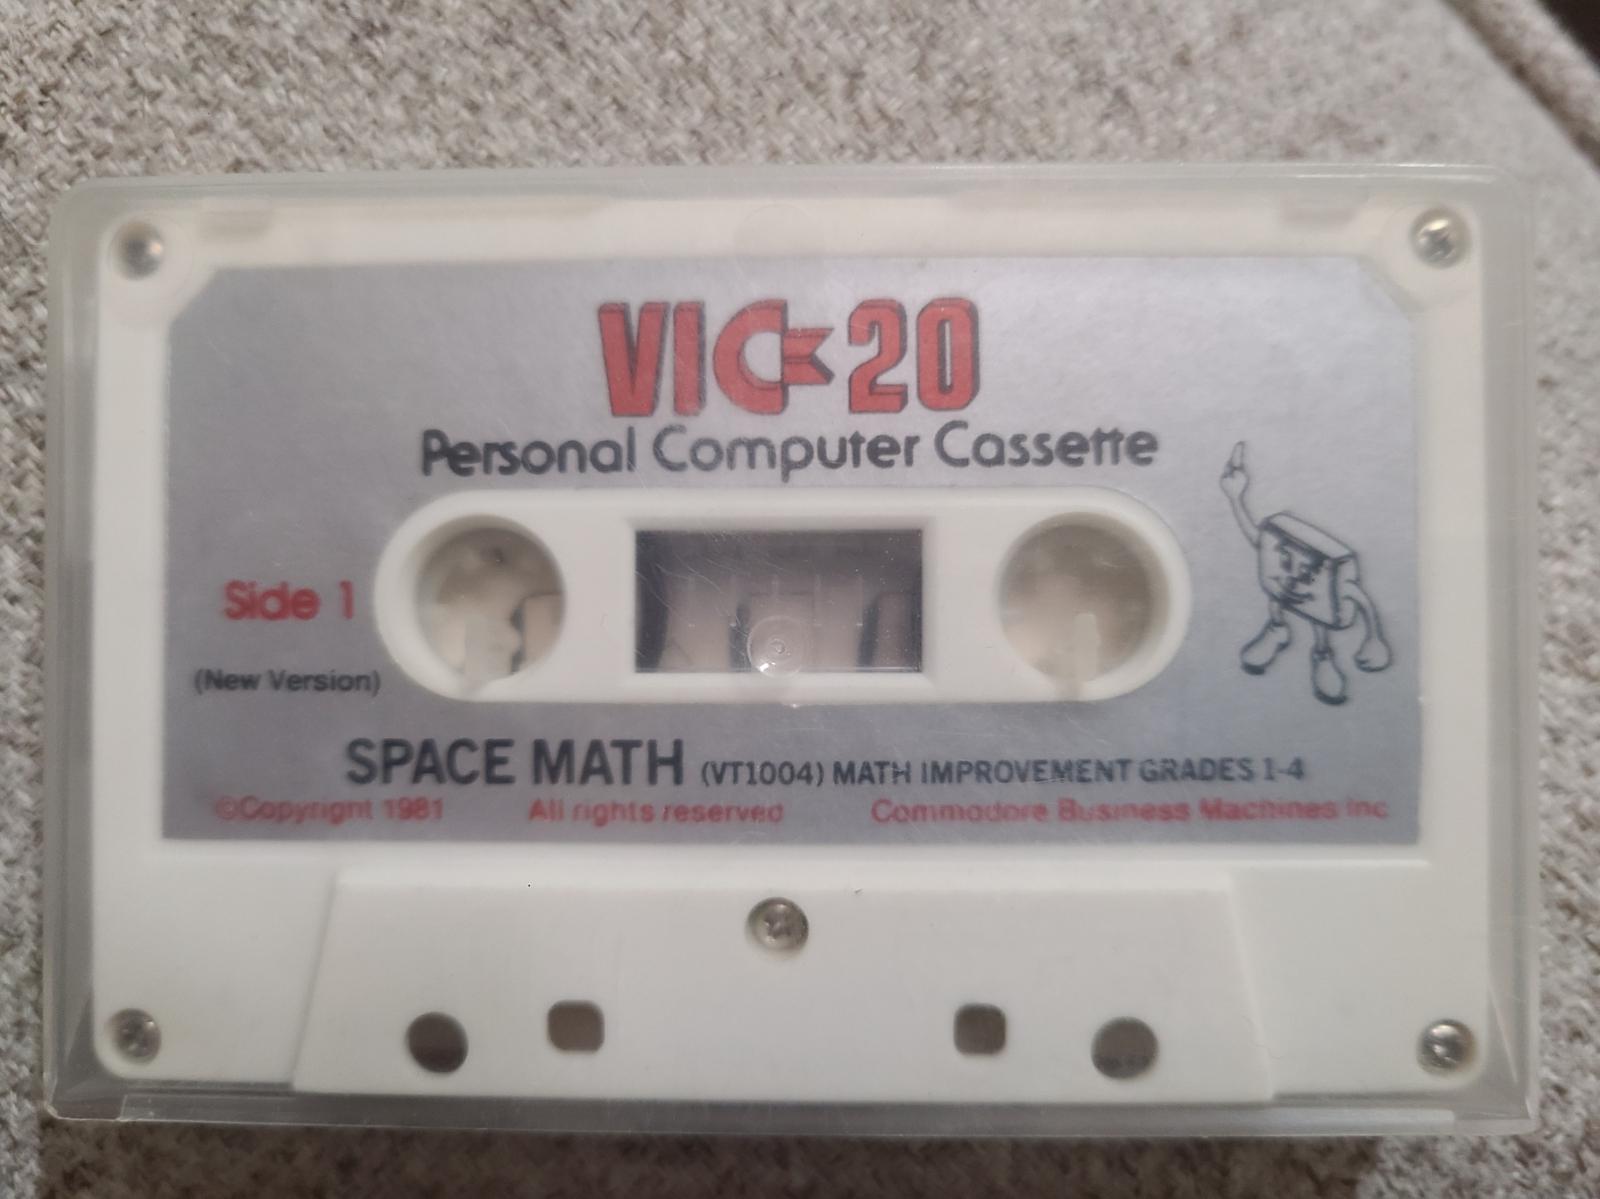 VIC 20
Personal Computer Cassette
Side 1
(New Version)
SPACE MATH (VT1004) MATH IMPROVEMENT GRADES 1-4
©Copyright 1981 All rights reserved Commodore Business Machines Inc